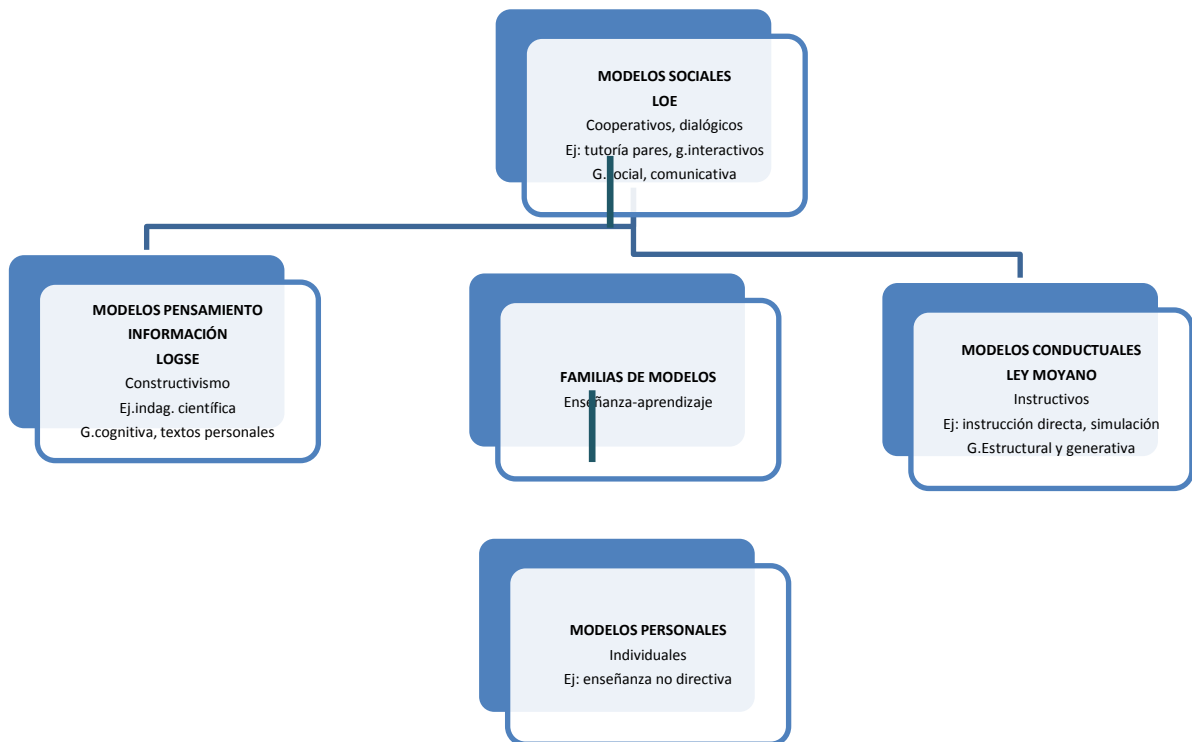 MODELOS SOCIALES
LOE
Cooperativos, dialógicos
Ej: tutoría pares, g.interactivos
G.social, comunicativa
MODELOS PENSAMIENTO
INFORMACIÓN
LOGSE
Constructivismo
Ej.indag. científica
G.cognitiva, textos personales
FAMILIAS DE MODELOS
Enseñanza-aprendizaje
MODELOS CONDUCTUALES
LEY MOYANO
Instructivos
Ej: instrucción directa, simulación
G.Estructural y generativa
MODELOS PERSONALES
Individuales
Ej: enseñanza no directiva